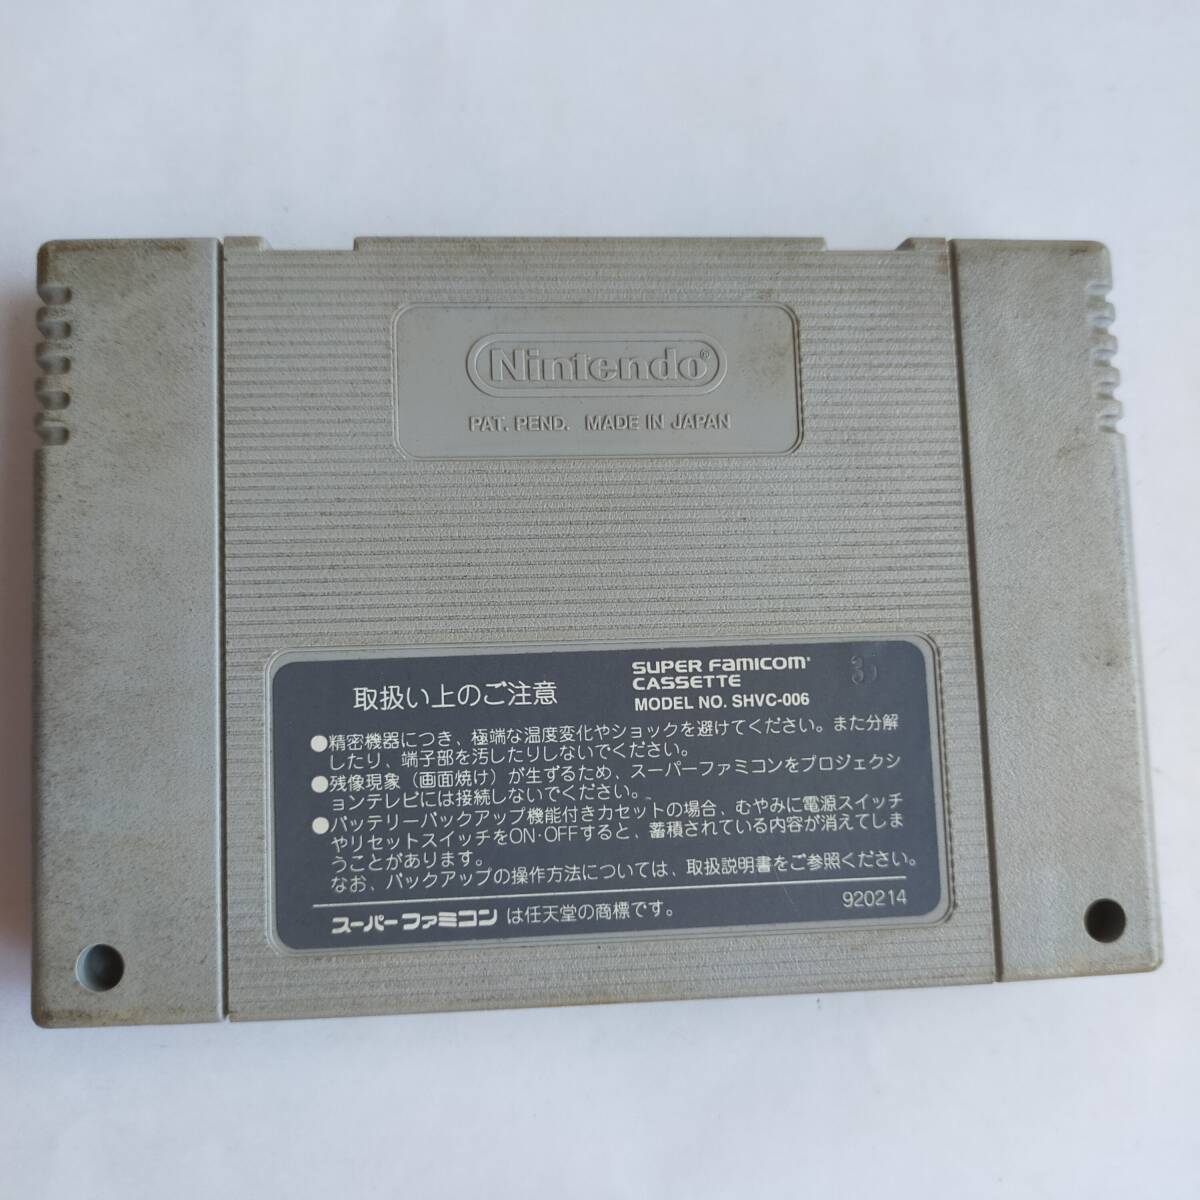 Nintendo®
PAT. PEND. MADE IN JAPAN
取扱い上のご注意
SUPER FAMICOM
CASSETTE
MODEL NO. SHVC-006
●精密機器につき、極端な温度変化やショックを避けてください。また分解
したり、端子部を汚したりしないでください。
●残像現象（画面焼け）が生ずるため、スーパーファミコンをプロジェクシ
ョンテレビには接続しないでください。
●バッテリーバックアップ機能付きカセットの場合、むやみに電源スイッチ
やリセットスイッチをON・OFFすると、蓄積されている内容が消えてしま
うことがあります。
なお、バックアップの操作方法については、取扱説明書をご参照ください。
スーパーファミコン は任天堂の商標です。
920214